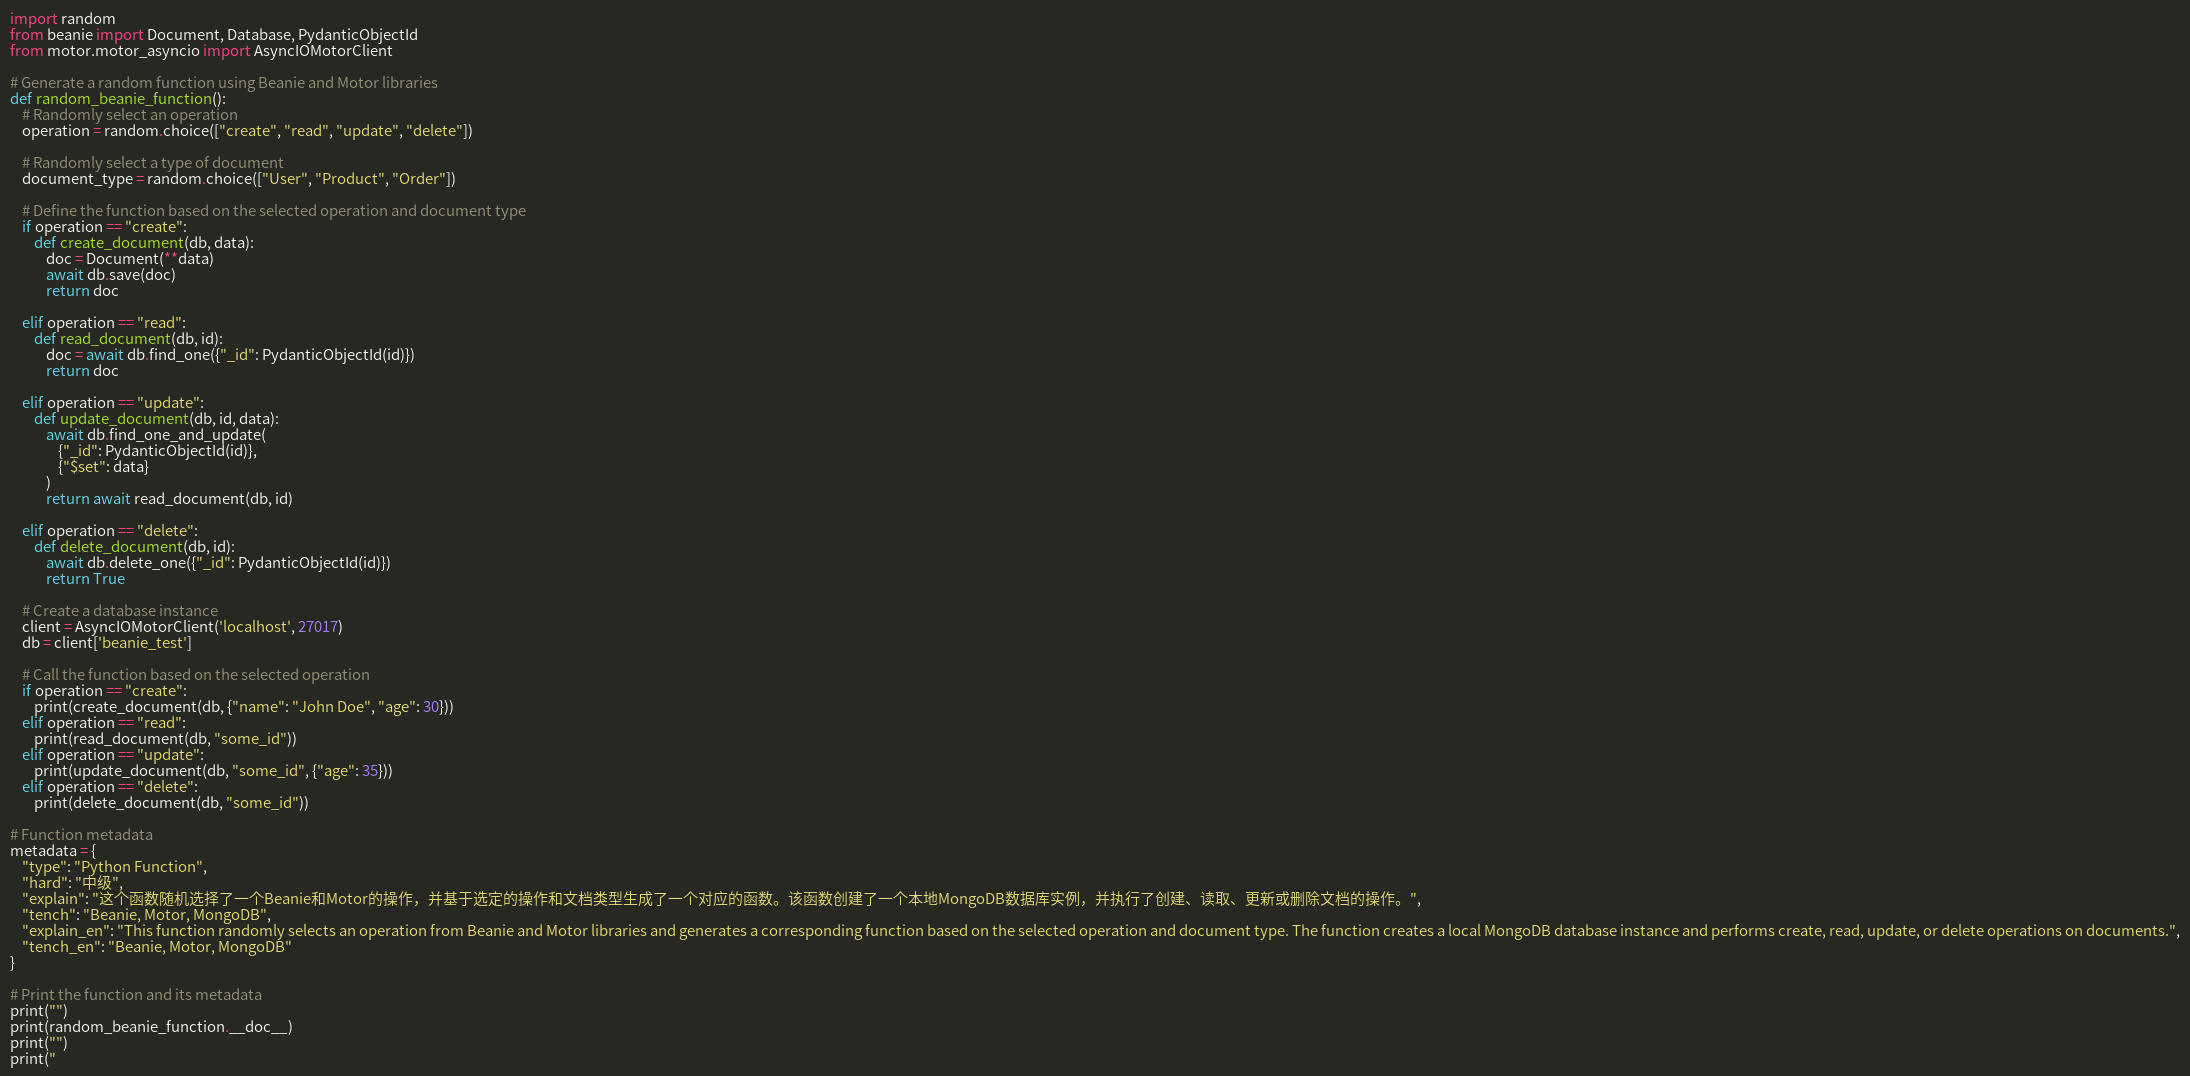 import random
from beanie import Document, Database, PydanticObjectId
from motor.motor_asyncio import AsyncIOMotorClient

# Generate a random function using Beanie and Motor libraries
def random_beanie_function():
    # Randomly select an operation
    operation = random.choice(["create", "read", "update", "delete"])

    # Randomly select a type of document
    document_type = random.choice(["User", "Product", "Order"])

    # Define the function based on the selected operation and document type
    if operation == "create":
        def create_document(db, data):
            doc = Document(**data)
            await db.save(doc)
            return doc

    elif operation == "read":
        def read_document(db, id):
            doc = await db.find_one({"_id": PydanticObjectId(id)})
            return doc

    elif operation == "update":
        def update_document(db, id, data):
            await db.find_one_and_update(
                {"_id": PydanticObjectId(id)},
                {"$set": data}
            )
            return await read_document(db, id)

    elif operation == "delete":
        def delete_document(db, id):
            await db.delete_one({"_id": PydanticObjectId(id)})
            return True

    # Create a database instance
    client = AsyncIOMotorClient('localhost', 27017)
    db = client['beanie_test']

    # Call the function based on the selected operation
    if operation == "create":
        print(create_document(db, {"name": "John Doe", "age": 30}))
    elif operation == "read":
        print(read_document(db, "some_id"))
    elif operation == "update":
        print(update_document(db, "some_id", {"age": 35}))
    elif operation == "delete":
        print(delete_document(db, "some_id"))

# Function metadata
metadata = {
    "type": "Python Function",
    "hard": "中级",
    "explain": "这个函数随机选择了一个Beanie和Motor的操作，并基于选定的操作和文档类型生成了一个对应的函数。该函数创建了一个本地MongoDB数据库实例，并执行了创建、读取、更新或删除文档的操作。",
    "tench": "Beanie, Motor, MongoDB",
    "explain_en": "This function randomly selects an operation from Beanie and Motor libraries and generates a corresponding function based on the selected operation and document type. The function creates a local MongoDB database instance and performs create, read, update, or delete operations on documents.",
    "tench_en": "Beanie, Motor, MongoDB"
}

# Print the function and its metadata
print("")
print(random_beanie_function.__doc__)
print("")
print("